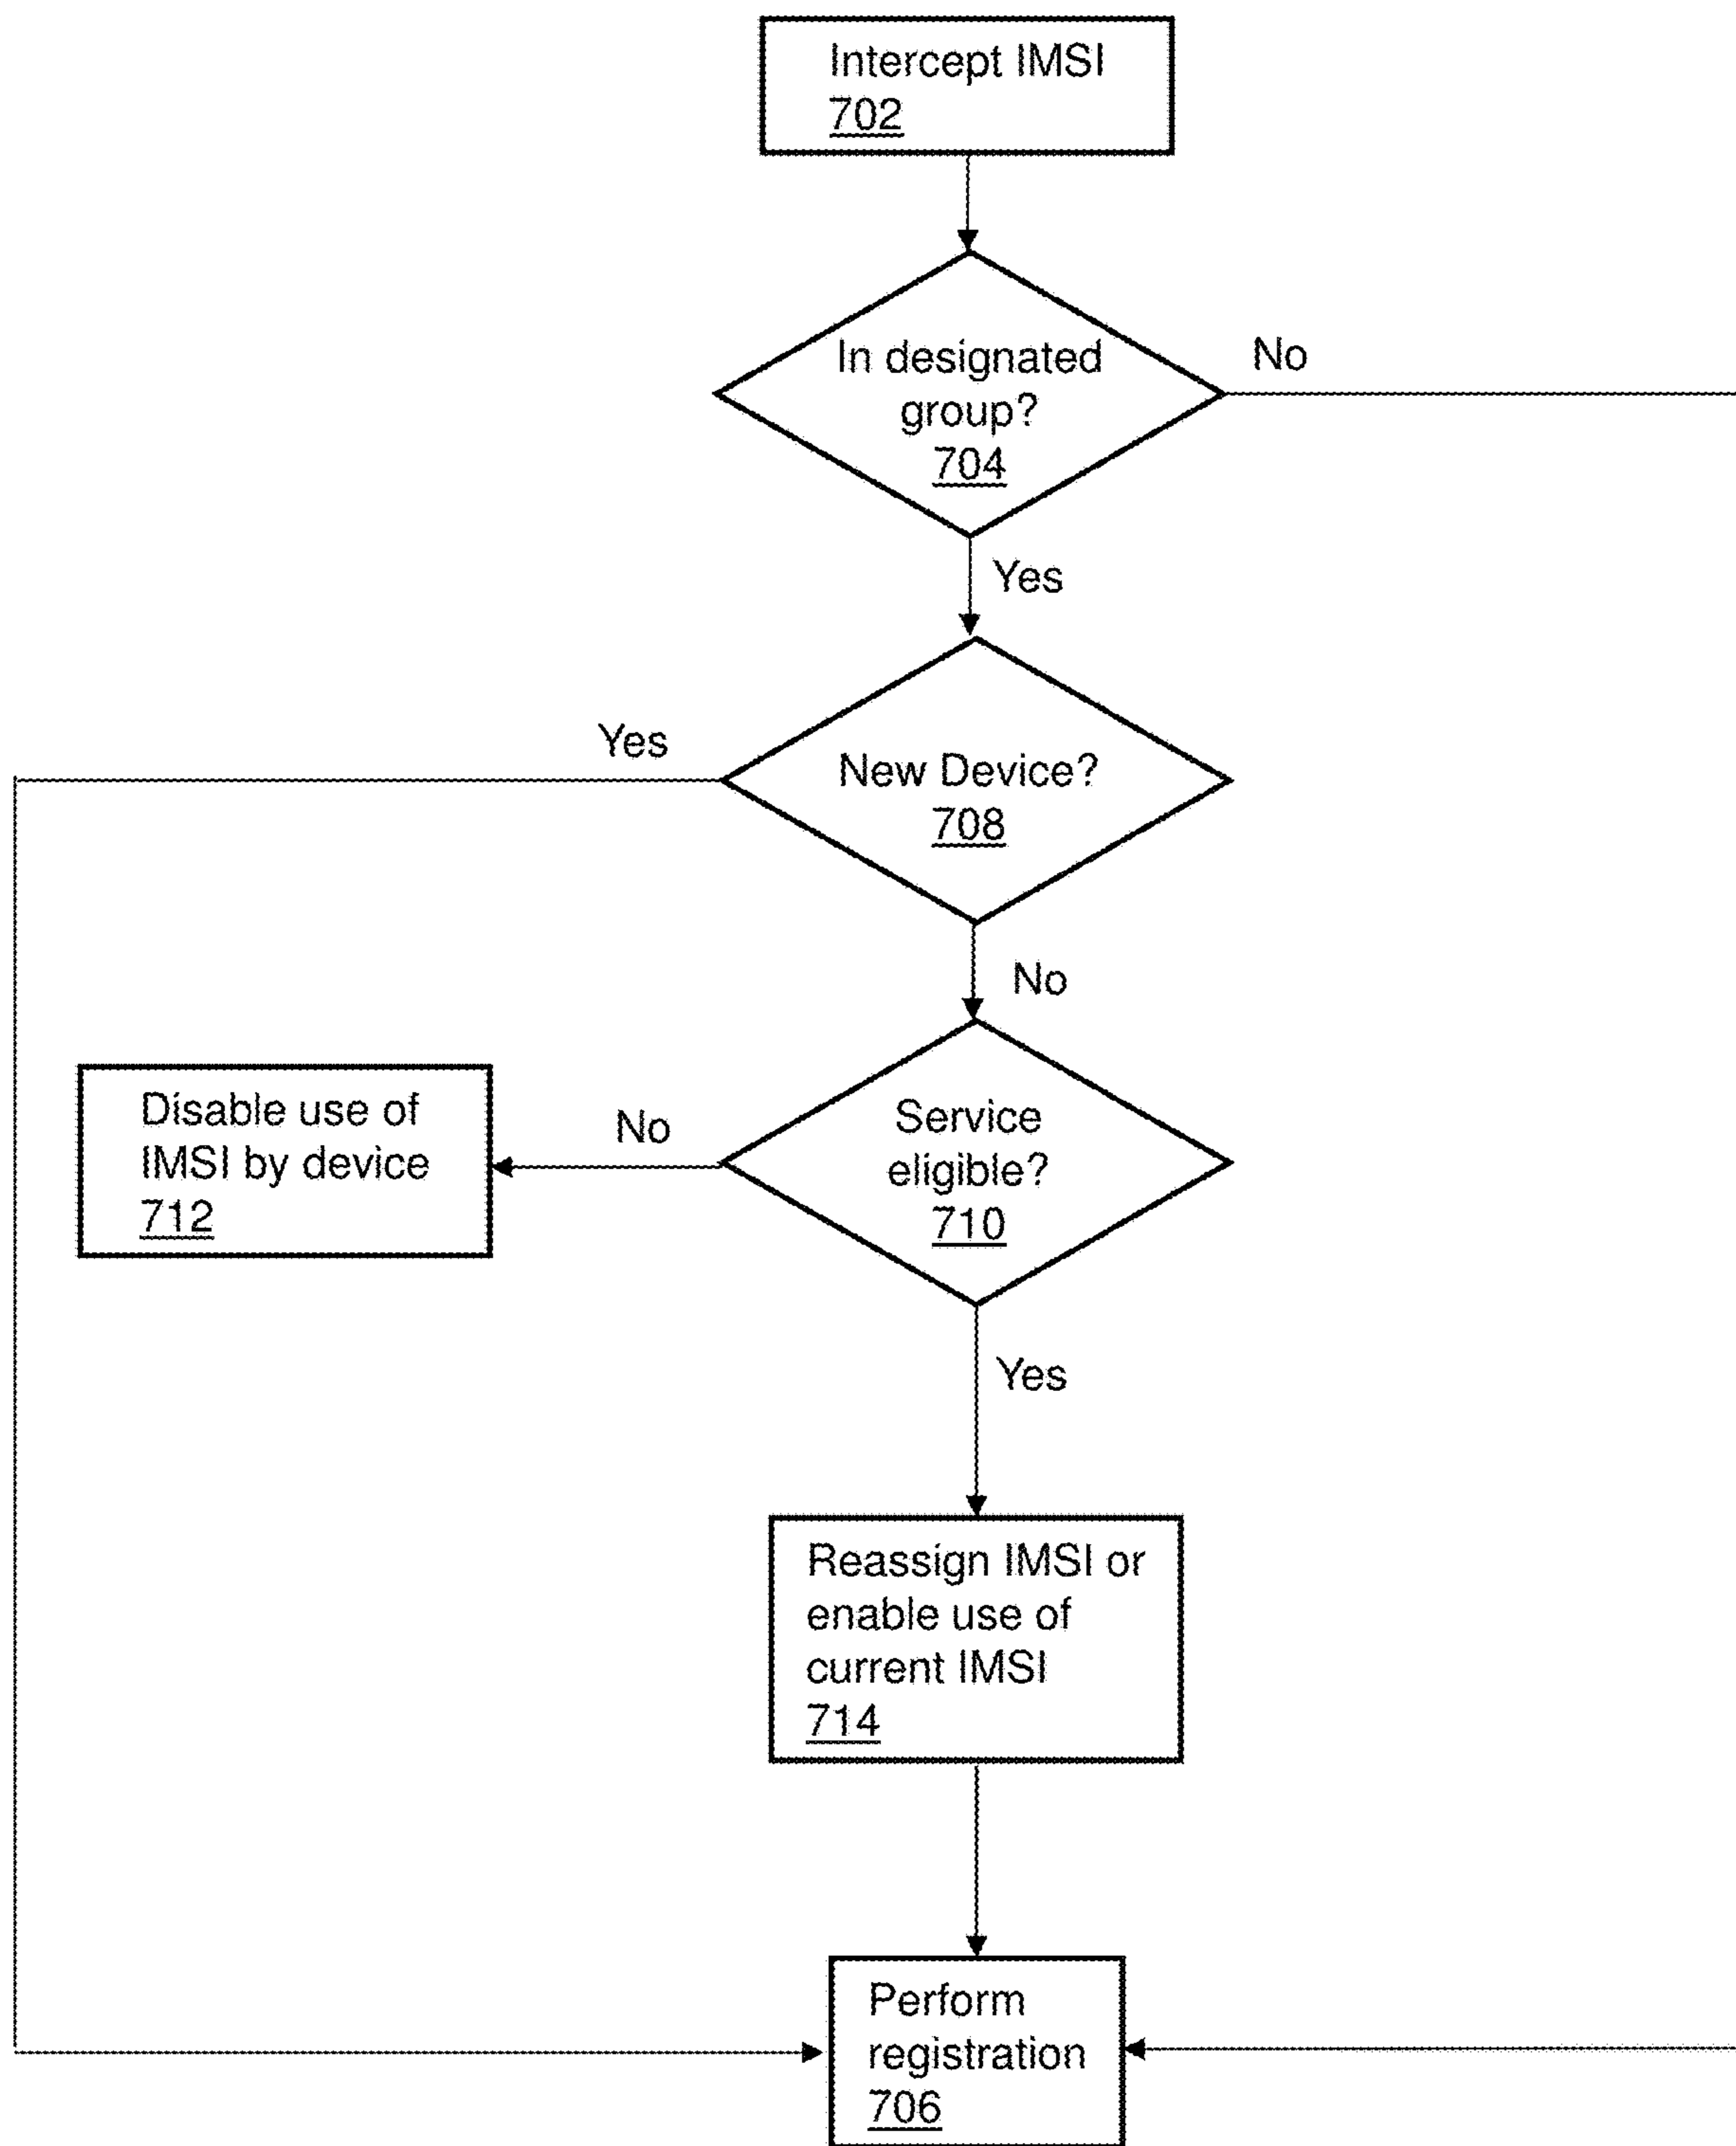 Intercept IMSI
702
In designated
group?
704
No
Yes
Yes
New Device?
708
No
Disable use of
IMSI by device
712
No
Service
eligible?
710
Yes
Reassign IMSI or
enable use of
current IMSI
714
Perform
registration
706